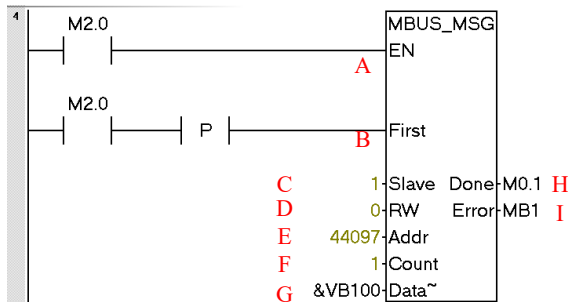 4
M2.0 MBUS_MSG
A EN
M2.0
P B First
C 1 Slave Done M0.1 H
D 0 RW Error MB1 I
E 44097 Addr
F 1 Count
G &VB100 Data~